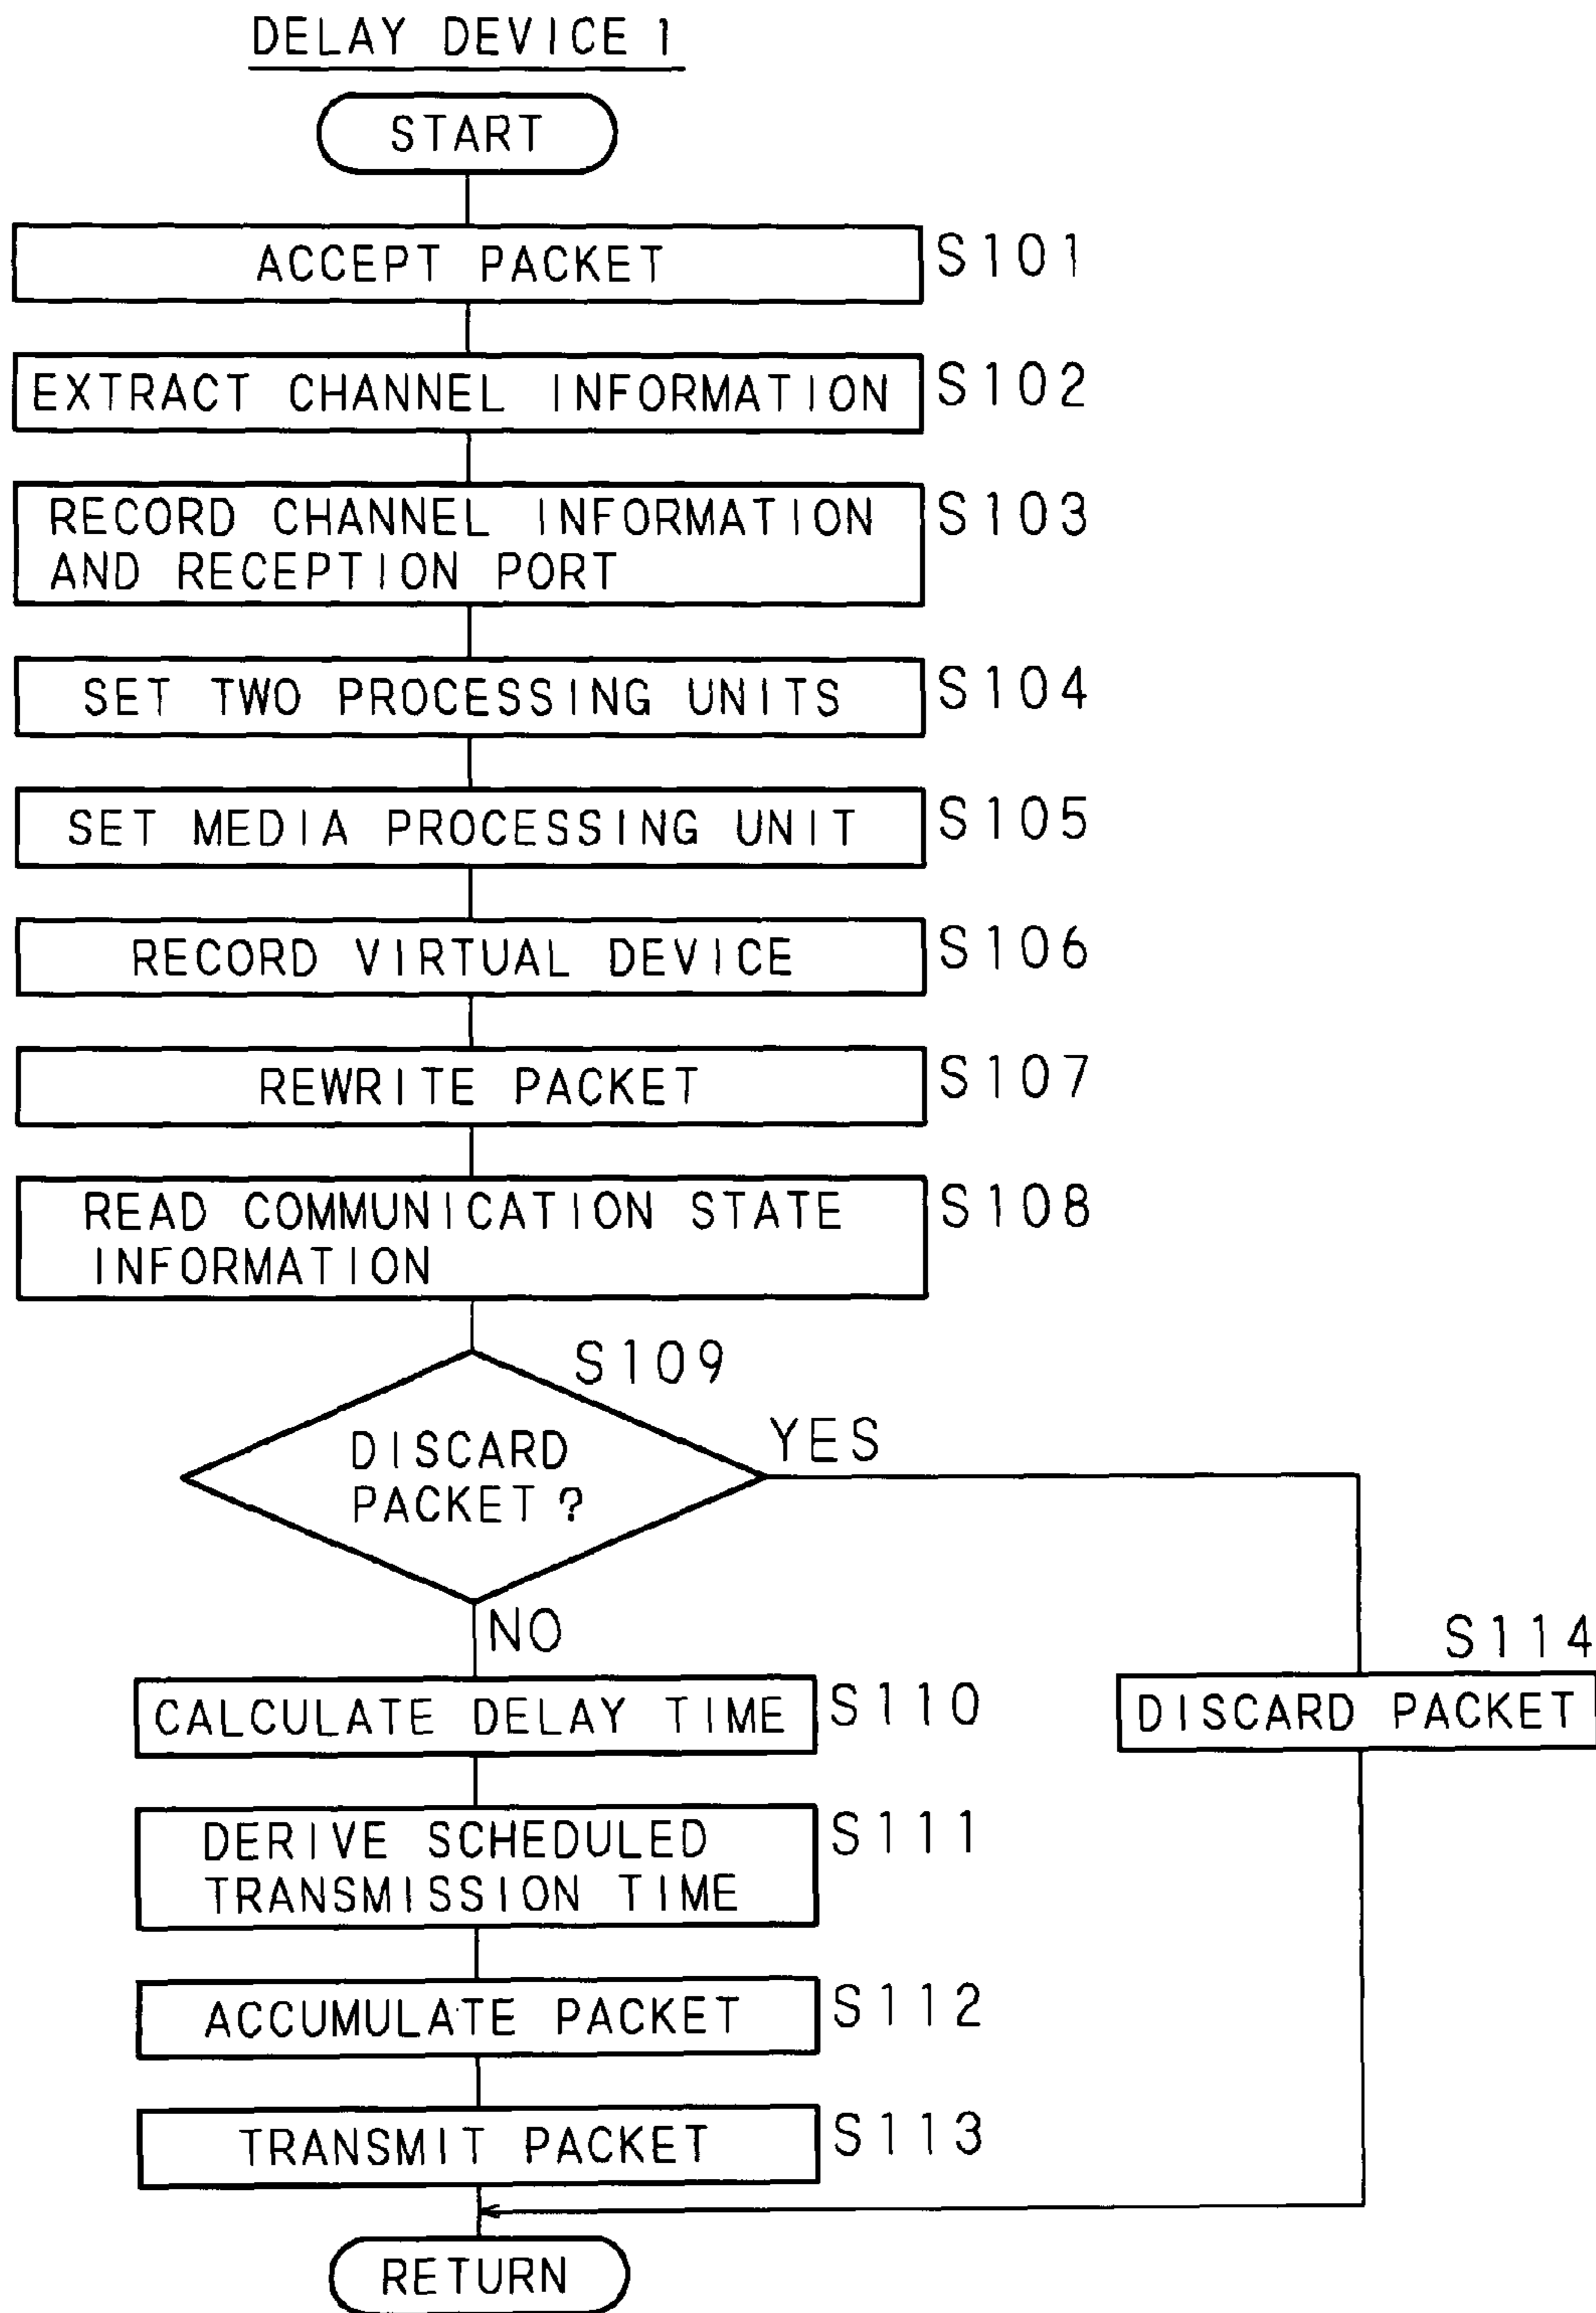 DELAY DEVICE 1
START
ACCEPT PACKET
S101
EXTRACT CHANNEL INFORMATION
S102
RECORD CHANNEL INFORMATION
AND RECEPTION PORT
S103
SET TWO PROCESSING UNITS
S104
SET MEDIA PROCESSING UNIT
S105
RECORD VIRTUAL DEVICE
S106
REWRITE PACKET
S107
READ COMMUNICATION STATE
INFORMATION
S108
S109
DISCARD
PACKET?
YES
NO
S114
CALCULATE DELAY TIME
S110
DISCARD PACKET
DERIVE SCHEDULED
TRANSMISSION TIME
S111
ACCUMULATE PACKET
S112
TRANSMIT PACKET
S113
RETURN